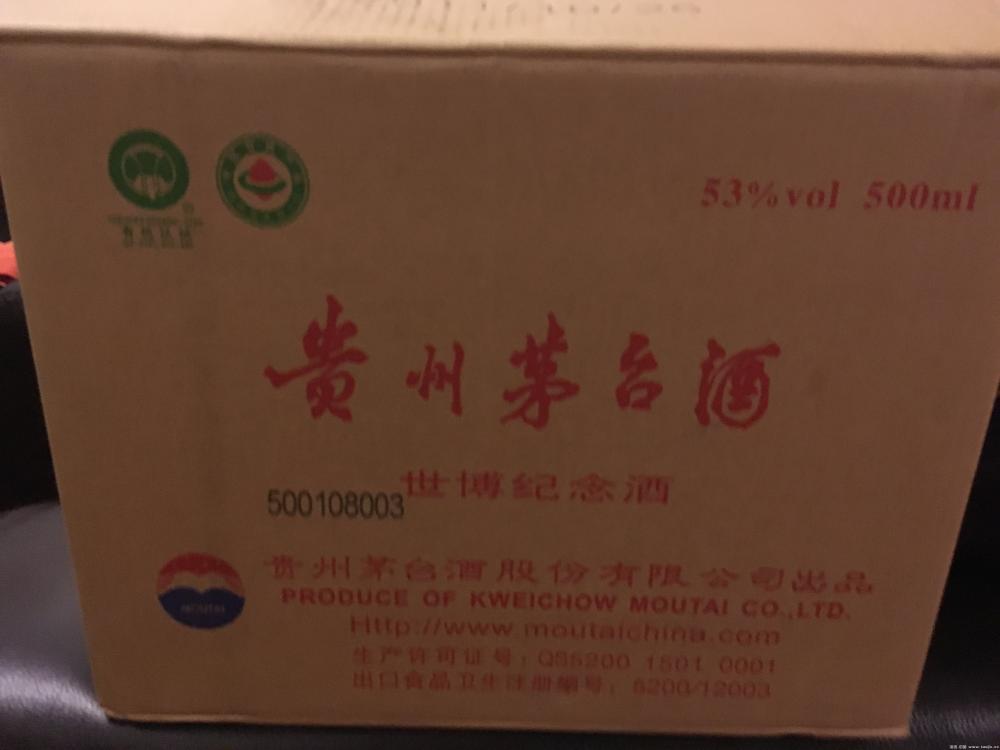 53%vol 500ml
贵州茅台酒
世博纪念酒
500108003
MOUTAI
贵州茅台酒股份有限公司出品
PRODUCE OF KWEICHOW MOUTAI CO.,LTD.
Http://www.moutaichina.com
生产许可证号：QS5200 1501 0001
出口食品卫生注册编号：5200/12003